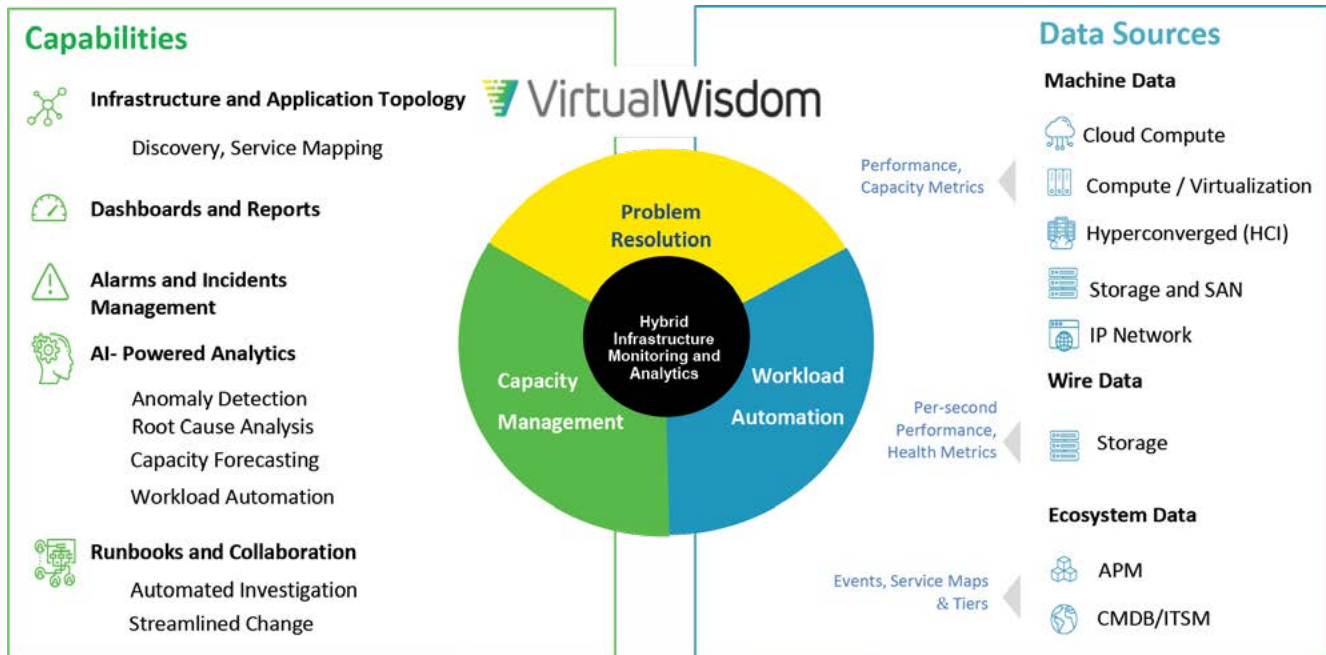 Capabilities
Infrastructure and Application Topology
Discovery, Service Mapping
Dashboards and Reports
Alarms and Incidents
Management
AI- Powered Analytics
Anomaly Detection
Root Cause Analysis
Capacity Forecasting
Workload Automation
Runbooks and Collaboration
Automated Investigation
Streamlined Change
VirtualWisdom
Problem
Resolution
Hybrid
Infrastructure
Monitoring and
Analytics
Capacity
Management
Workload
Automation
Data Sources
Performance,
Capacity Metrics
Machine Data
Cloud Compute
Compute / Virtualization
Hyperconverged (HCI)
Storage and SAN
IP Network
Per-second
Performance,
Health Metrics
Wire Data
Storage
Events, Service Maps
& Tiers
Ecosystem Data
APM
CMDB/ITSM